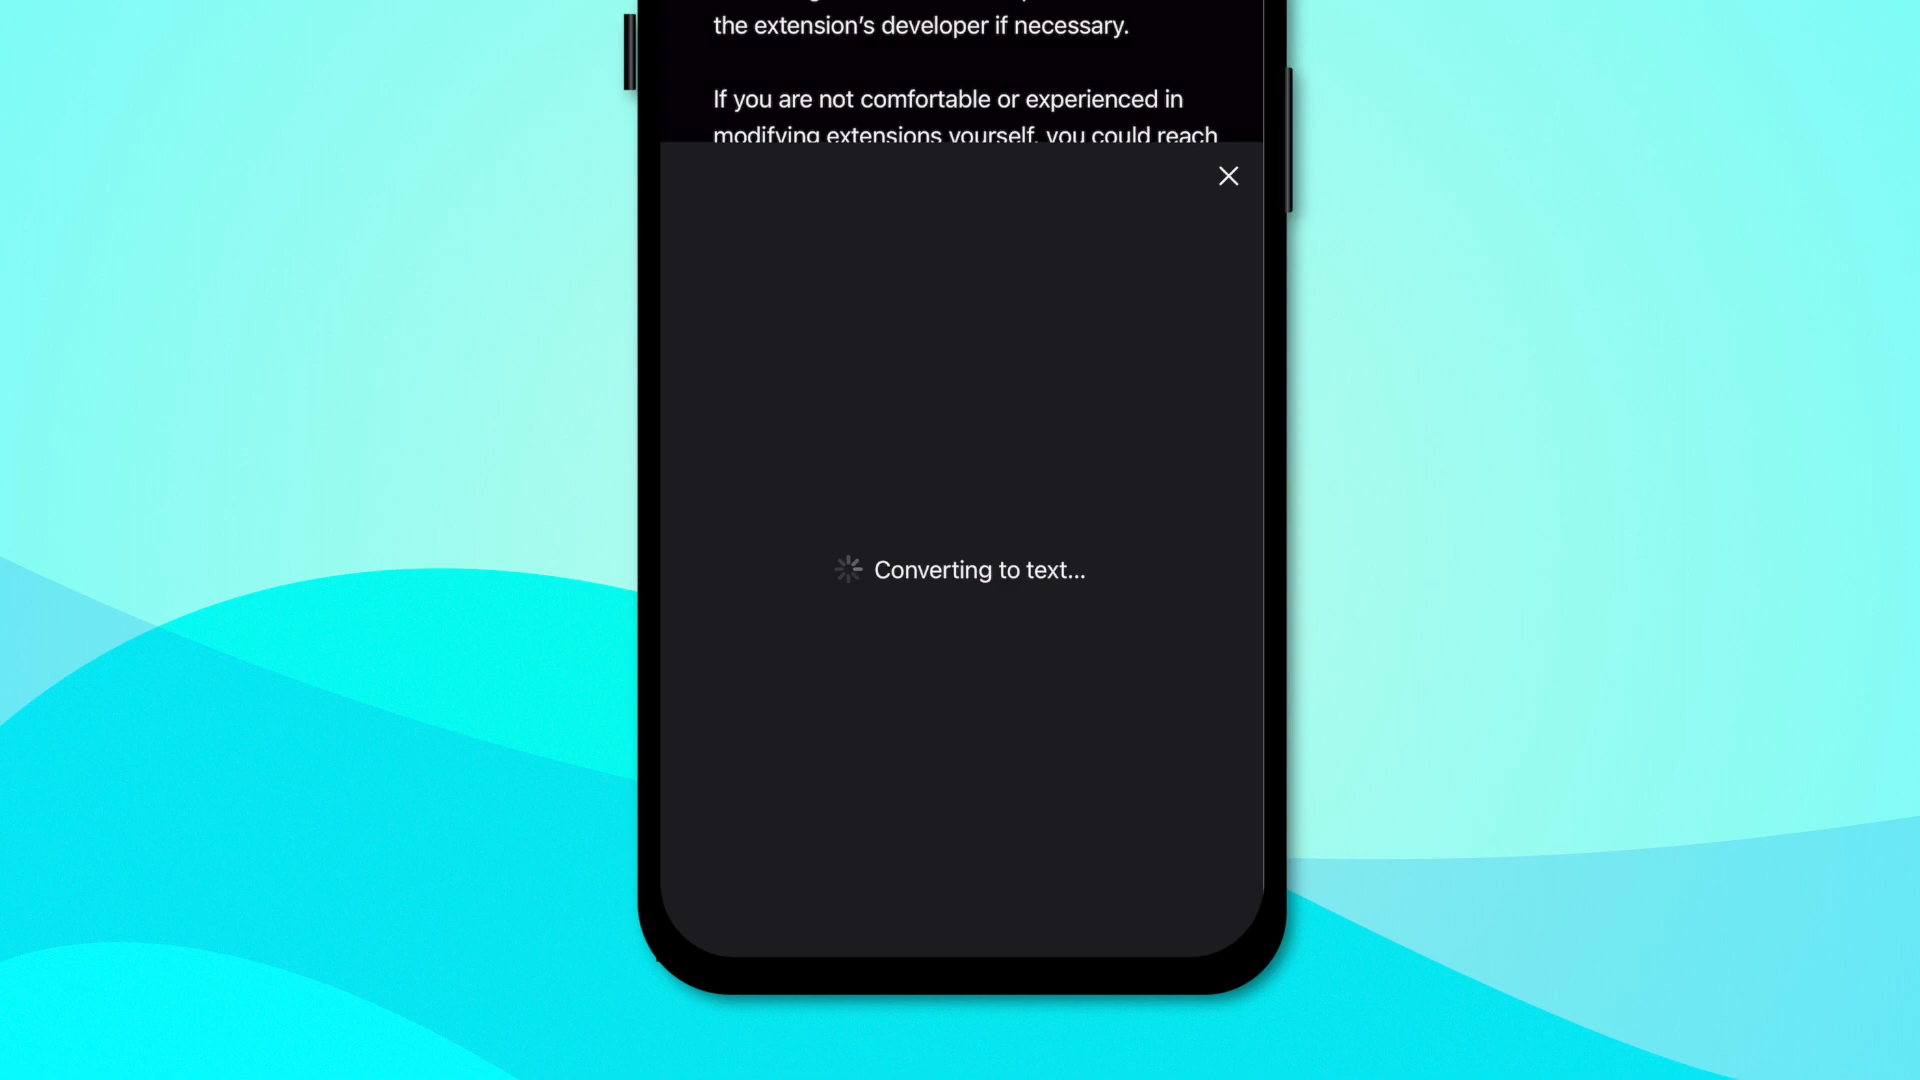 the extension’s developer if necessary.
If you are not comfortable or experienced in
modifying extensions yourself, you could reach
Converting to text...